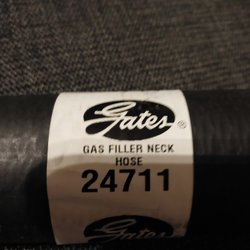 Gates®
GAS FILLER NECK
HOSE
24711